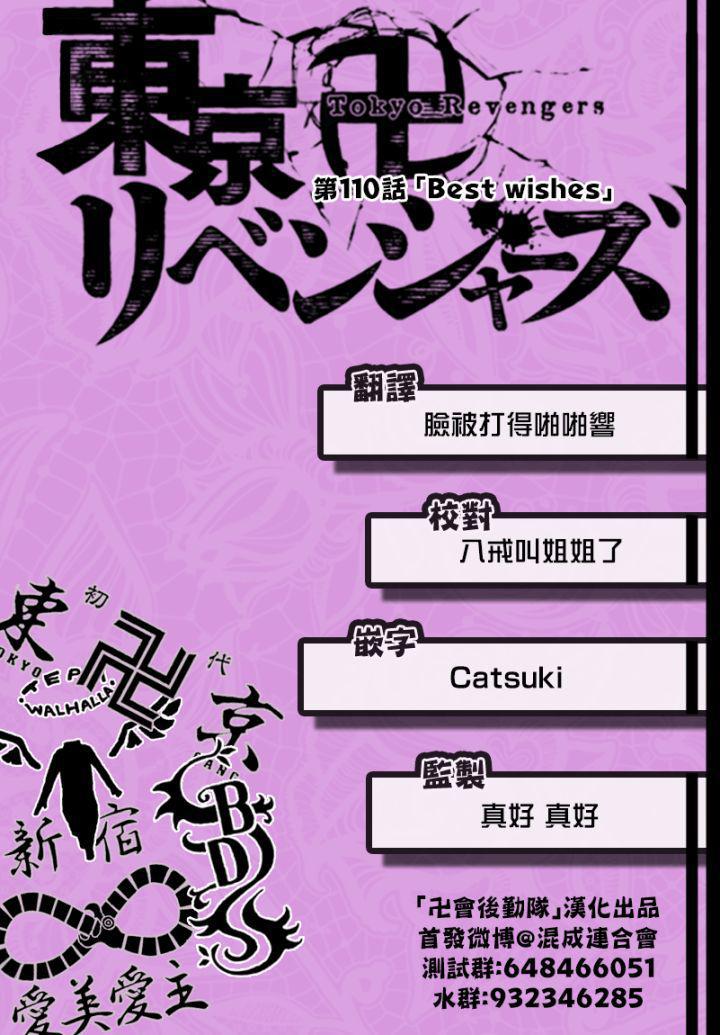 東京卍
Tokyo Revengers
第110話「Best wishes」
リベンジャーズ
翻譯
臉被打得啪啪響
校對
八戒叫姐姐了
嵌字
Catsuki
監製
真好 真好
「卍會後勤隊」漢化出品
首發微博@混成連合會
測試群:648466051
水群:932346285
東
初
卍
代
京
WALHALLA
BD
新宿
愛美愛主